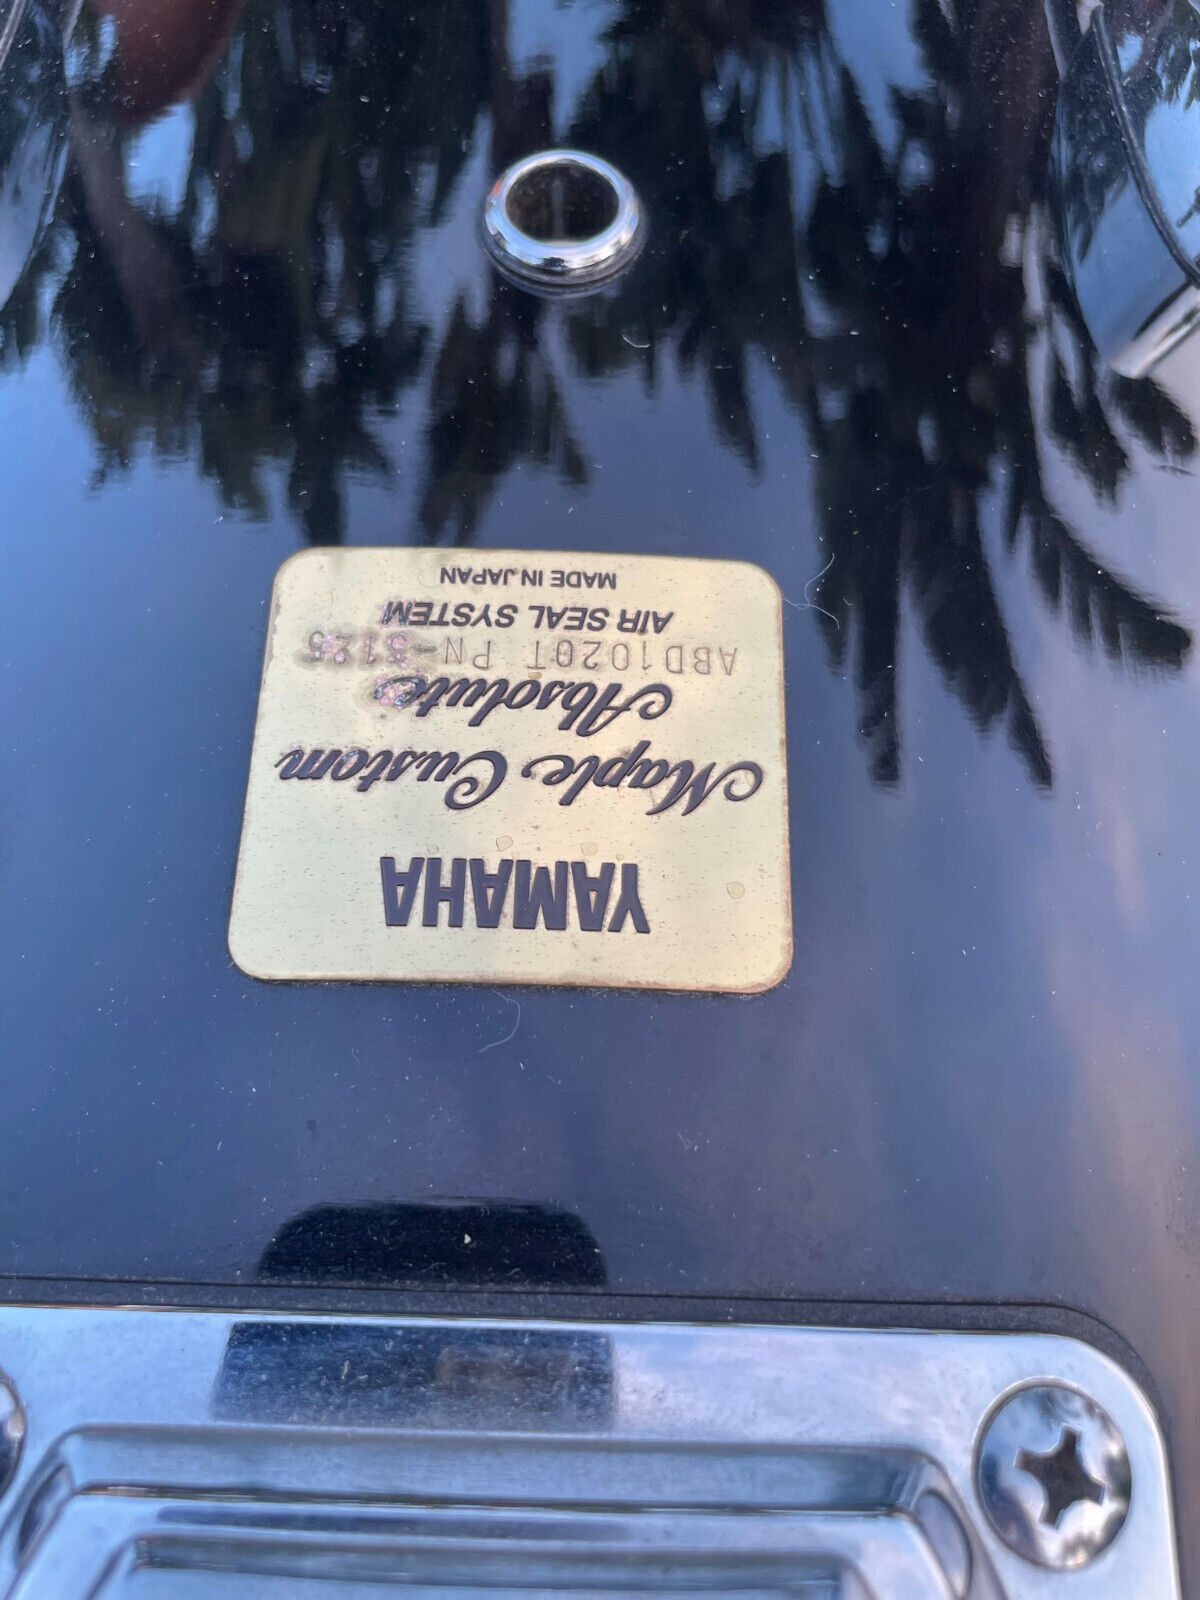 YAMAHA
Maple Custom
Absolute
ABD1020T PN-3125
AIR SEAL SYSTEM
MADE IN JAPAN